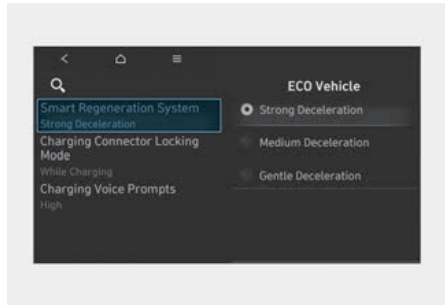 Smart Regeneration System
Strong Deceleration
Charging Connector Locking
Mode
While Charging
Charging Voice Prompts
High
ECO Vehicle
Strong Deceleration
Medium Deceleration
Gentle Deceleration